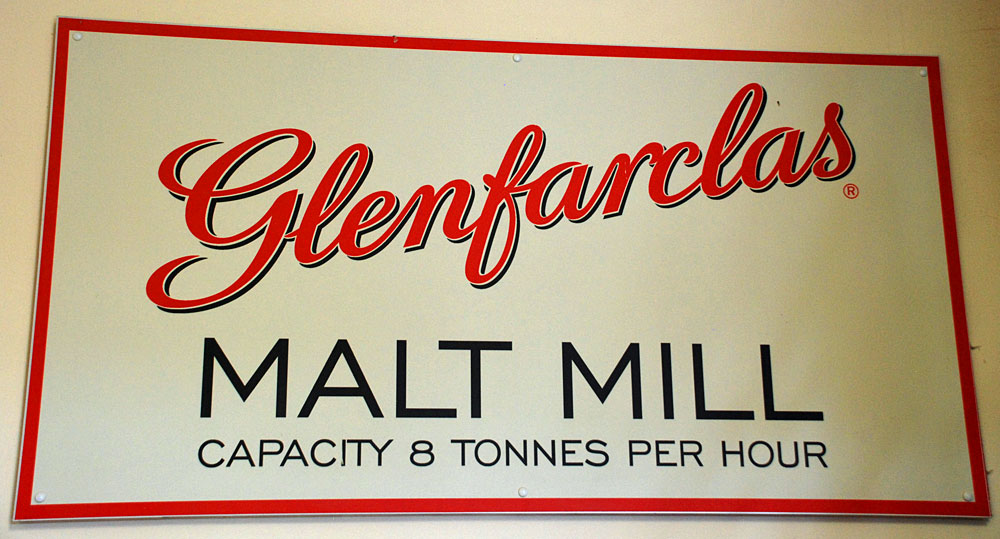 Glenfarclas®
MALT MILL
CAPACITY 8 TONNES PER HOUR